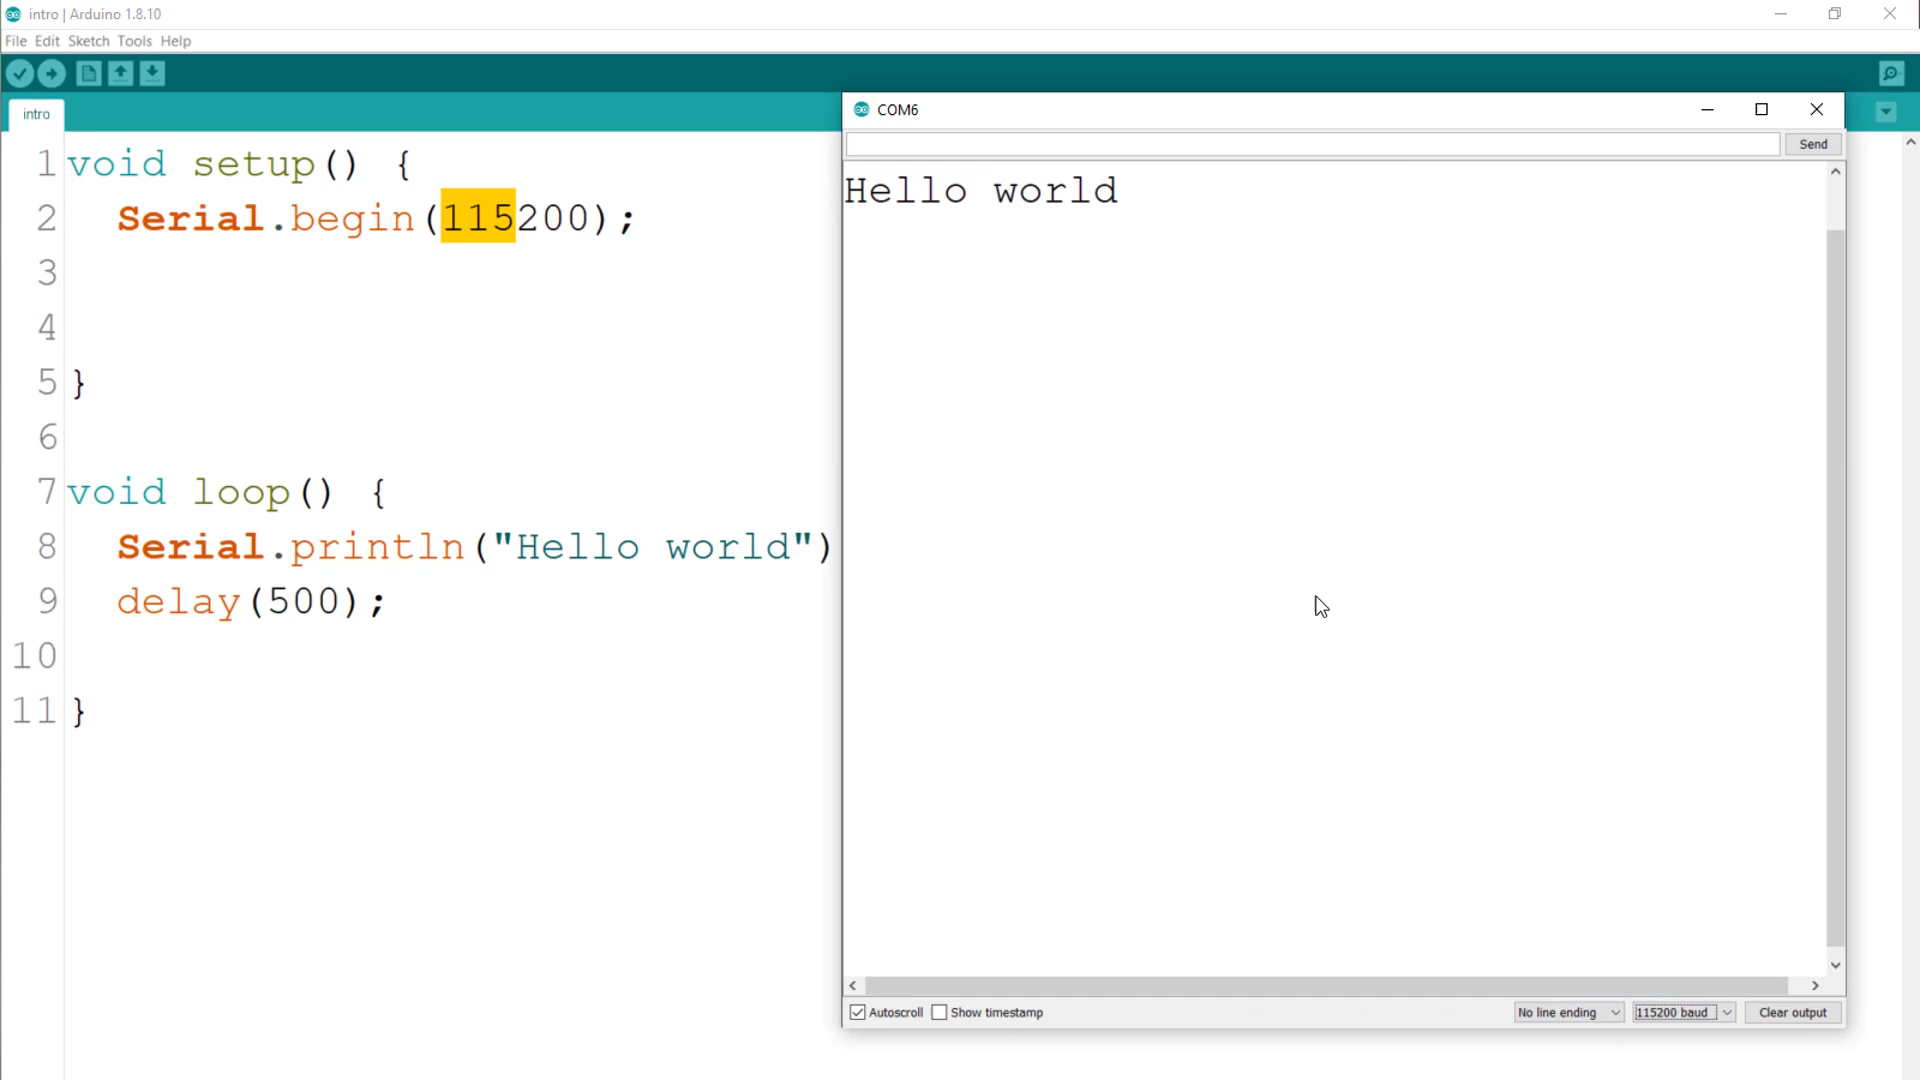 intro | Arduino 1.8.10
File Edit Sketch Tools Help
intro
1 void setup() {
2 Serial.begin(115200);
3
4
5 }
6
7 void loop() {
8 Serial.println("Hello world")
9 delay(500);
10
11 }
COM6
Send
Hello world
Autoscroll Show timestamp No line ending 115200 baud Clear output